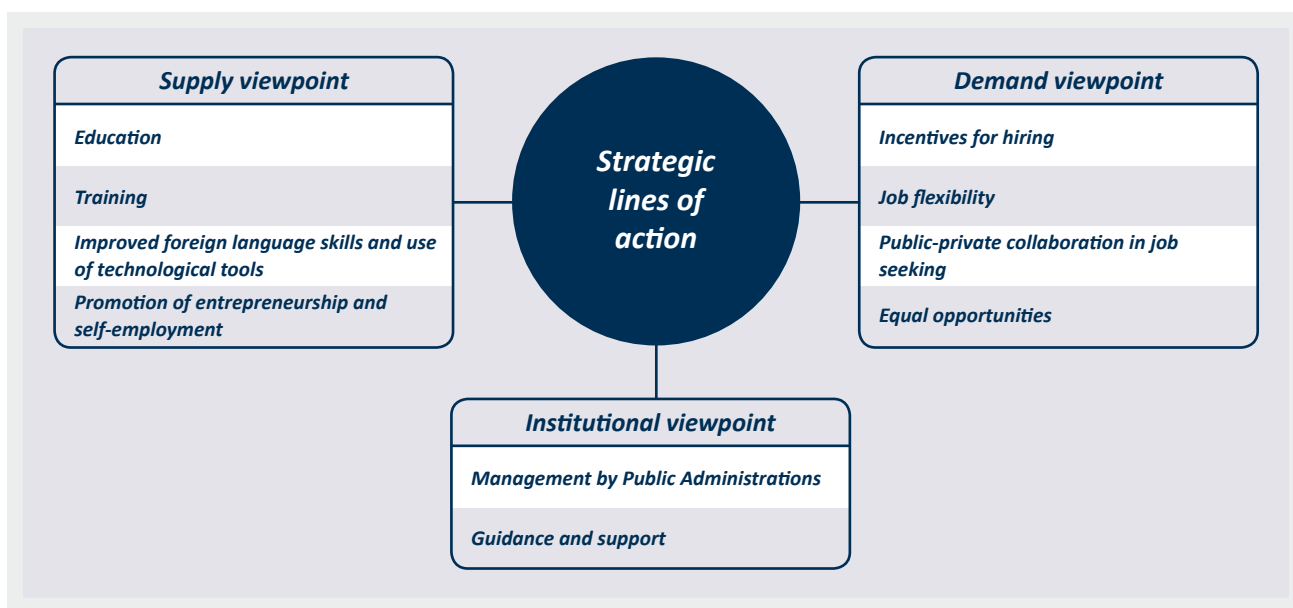 Supply viewpoint
Education
Training
Improved foreign language skills and use
of technological tools
Promotion of entrepreneurship and
self-employment
Strategic
lines of
action
Demand viewpoint
Incentives for hiring
Job flexibility
Public-private collaboration in job
seeking
Equal opportunities
Institutional viewpoint
Management by Public Administrations
Guidance and support